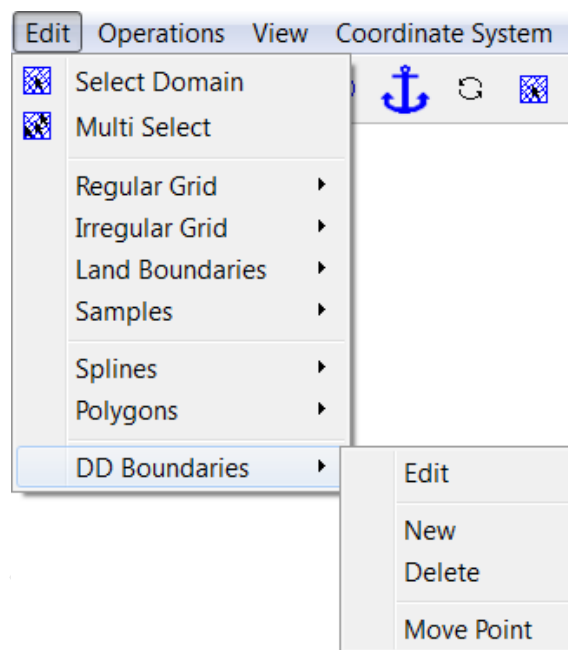 Edit Operations View Coordinate System
Select Domain
Multi Select
Regular Grid
Irregular Grid
Land Boundaries
Samples
Splines
Polygons
DD Boundaries
Edit
New
Delete
Move Point